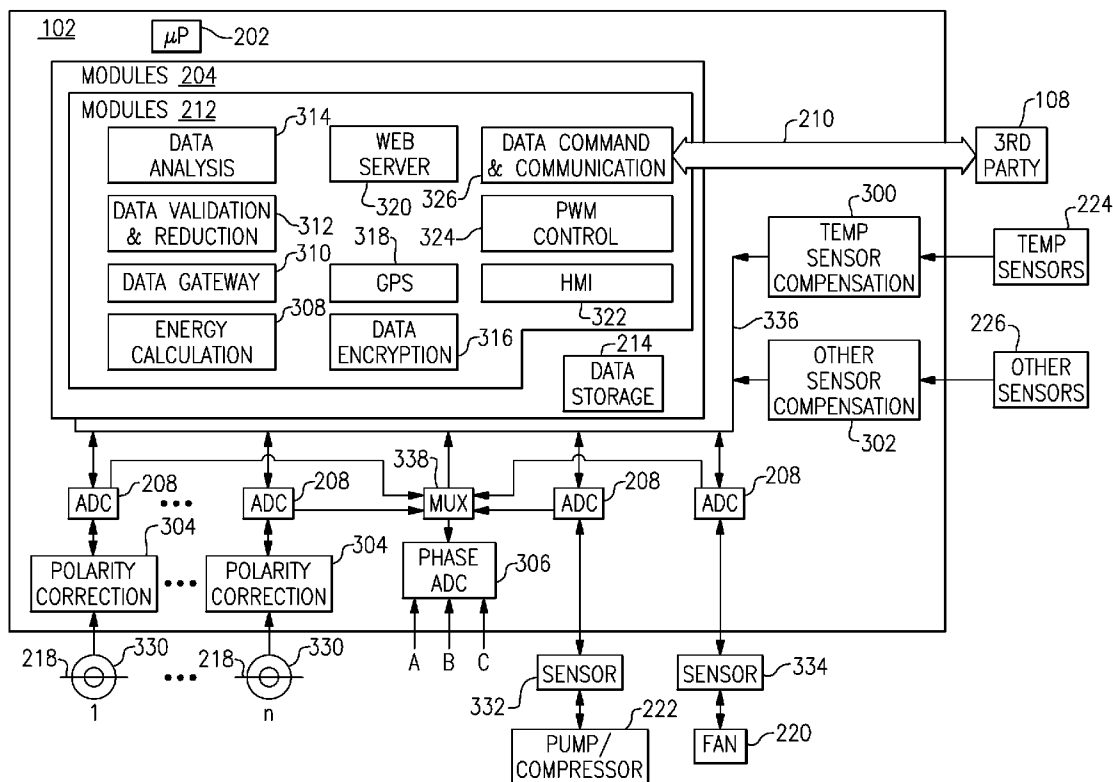 102
μP
202
MODULES 204
MODULES 212
DATA
ANALYSIS
314
WEB
SERVER
320
DATA COMMAND
& COMMUNICATION
326
210
108
3RD
PARTY
DATA VALIDATION
& REDUCTION
312
310
318
324
PWM
CONTROL
300
TEMP
SENSOR
COMPENSATION
224
TEMP
SENSORS
DATA GATEWAY
308
GPS
HMI
322
336
ENERGY
CALCULATION
DATA
ENCRYPTION
316
214
DATA
STORAGE
OTHER
SENSOR
COMPENSATION
302
226
OTHER
SENSORS
338
ADC
208
ADC
208
MUX
ADC
208
ADC
208
304
POLARITY
CORRECTION
304
POLARITY
CORRECTION
PHASE
ADC
306
A
B
C
218
330
1
218
330
n
SENSOR
332
SENSOR
334
222
PUMP/
COMPRESSOR
FAN
220